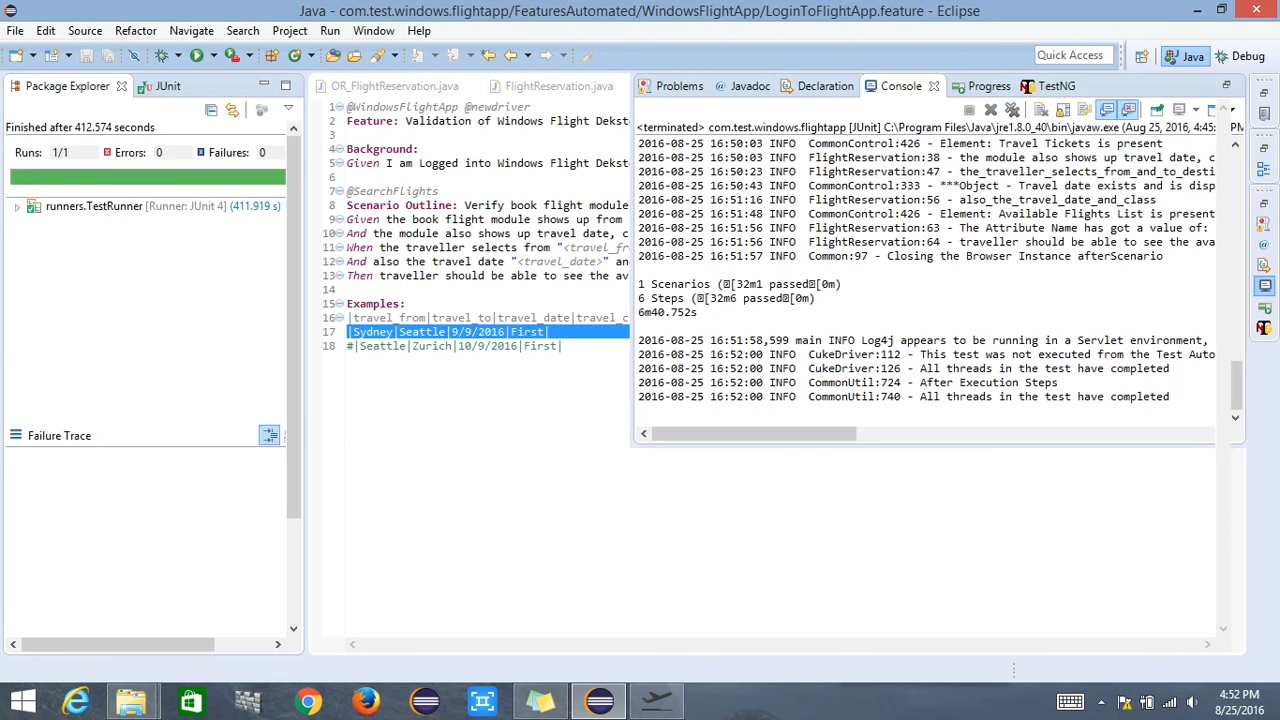 Java - com.test.windows.flightapp/FeaturesAutomated/WindowsFlightApp/LoginToFlightApp.feature - Eclipse
File Edit Source Refactor Navigate Search Project Run Window Help
Quick Access
Java
Debug
Package Explorer
JUnit
Finished after 412.574 seconds
Runs: 1/1 Errors: 0 Failures: 0
runners.TestRunner [Runner: JUnit 4] (411.919 s)
Failure Trace
OR_FlightReservation.java
FlightReservation.java
1 @WindowsFlightApp @newdriver
2 Feature: Validation of Windows Flight Dekst
3
4 Background:
5 Given I am Logged into Windows Flight Dekst
6
7 @SearchFlights
8 Scenario Outline: Verify book flight module
9 Given the book flight module shows up from
10 And the module also shows up travel date, c
11 When the traveller selects from "<travel_fr
12 And also the travel date "<travel_date>" an
13 Then traveller should be able to see the av
14
15 Examples:
16 |travel_from|travel_to|travel_date|travel_c
17 |Sydney|Seattle|9/9/2016|First|
18 #|Seattle|Zurich|10/9/2016|First|
Problems Javadoc Declaration Console Progress TestNG
<terminated> com.test.windows.flightapp [JUnit] C:\Program Files\Java\jre1.8.0_40\bin\javaw.exe (Aug 25, 2016, 4:45: PM
2016-08-25 16:50:03 INFO CommonControl:426 - Element: Travel Tickets is present
2016-08-25 16:50:03 INFO FlightReservation:38 - the module also shows up travel date, c
2016-08-25 16:50:23 INFO FlightReservation:47 - the_traveller_selects_from_and_to_desti
2016-08-25 16:50:43 INFO CommonControl:333 - ***Object - Travel date exists and is disp
2016-08-25 16:51:16 INFO FlightReservation:56 - also_the_travel_date_and_class
2016-08-25 16:51:48 INFO CommonControl:426 - Element: Available Flights List is present
2016-08-25 16:51:56 INFO FlightReservation:63 - The Attribute Name has got a value of:
2016-08-25 16:51:56 INFO FlightReservation:64 - traveller should be able to see the ava
2016-08-25 16:51:57 INFO Common:97 - Closing the Browser Instance afterScenario
1 Scenarios ([32m1 passed[0m)
6 Steps ([32m6 passed[0m)
6m40.752s
2016-08-25 16:51:58,599 main INFO Log4j appears to be running in a Servlet environment,
2016-08-25 16:52:00 INFO CukeDriver:112 - This test was not executed from the Test Auto
2016-08-25 16:52:00 INFO CukeDriver:126 - All threads in the test have completed
2016-08-25 16:52:00 INFO CommonUtil:724 - After Execution Steps
2016-08-25 16:52:00 INFO CommonUtil:740 - All threads in the test have completed
4:52 PM
8/25/2016